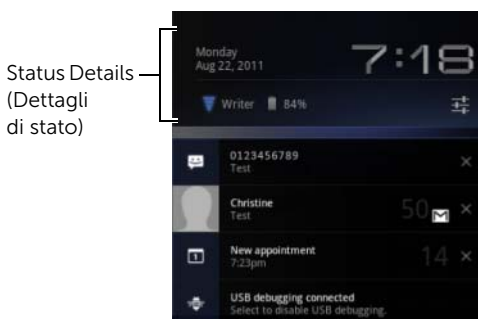 Status Details
(Dettagli
di stato)
Monday
Aug 22, 2011
7:18
Writer 84%
0123456789
Test
Christine
Test
50
New appointment
7:23pm
14
1
USB debugging connected
Select to disable USB debugging.